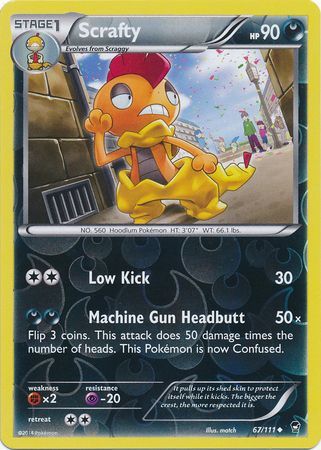 STAGE1
Scrafty
HP 90
Evolves from Scraggy
NO. 560 Hoodlum Pokémon HT: 3'07" WT: 66.1 lbs.
Low Kick 30
Machine Gun Headbutt 50×
Flip 3 coins. This attack does 50 damage times
the number of heads. This Pokémon is now Confused.
weakness resistance
×2 -20
retreat
It pulls up its shed skin to protect
itself while it kicks. The bigger the
crest, the more respected it is.
©2014 Pokémon
Illus. match 67/111